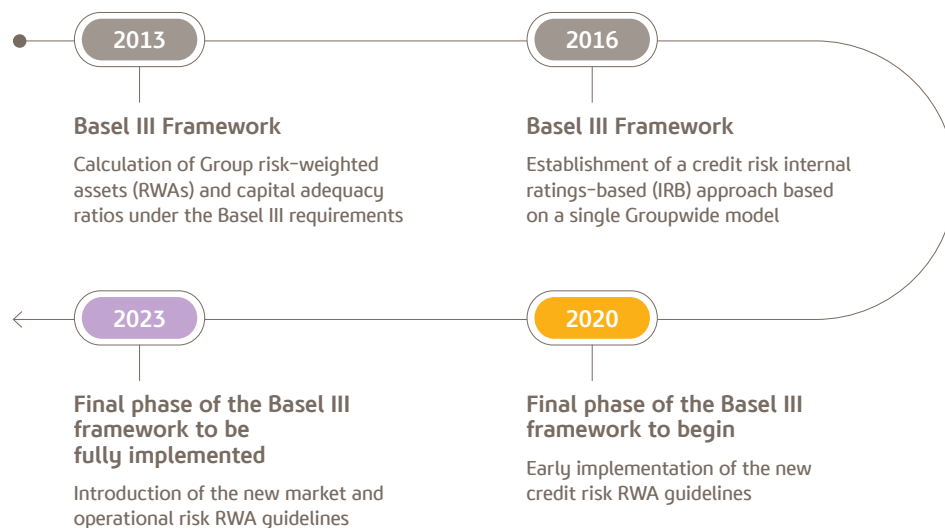 2013
Basel III Framework
Calculation of Group risk-weighted
assets (RWAs) and capital adequacy
ratios under the Basel III requirements
2016
Basel III Framework
Establishment of a credit risk internal
ratings-based (IRB) approach based
on a single Groupwide model
2020
Final phase of the Basel III
framework to begin
Early implementation of the new
credit risk RWA guidelines
2023
Final phase of the Basel III
framework to be
fully implemented
Introduction of the new market and
operational risk RWA guidelines